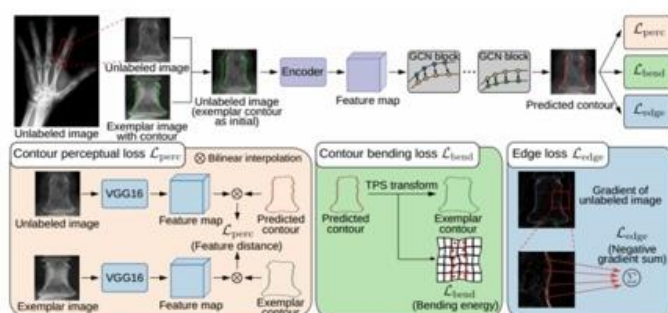 Unlabeled image
Exemplar image
with contour
Unlabeled image
Unlabeled image
(exemplar contour
as initial)
Encoder
Feature map
GCN block
GCN block
Predicted contour
ℒperc
ℒbend
ℒedge
Contour perceptual loss ℒperc
⊗ Bilinear interpolation
VGG16
Unlabeled image
Feature map
Predicted
contour
ℒperc
(Feature distance)
VGG16
Exemplar image
Feature map
Exemplar
contour
Contour bending loss ℒbend
TPS transform
Predicted
contour
Exemplar
contour
ℒbend
(Bending energy)
Edge loss ℒedge
Gradient of
unlabeled image
ℒedge
(Negative
gradient sum)
Σ